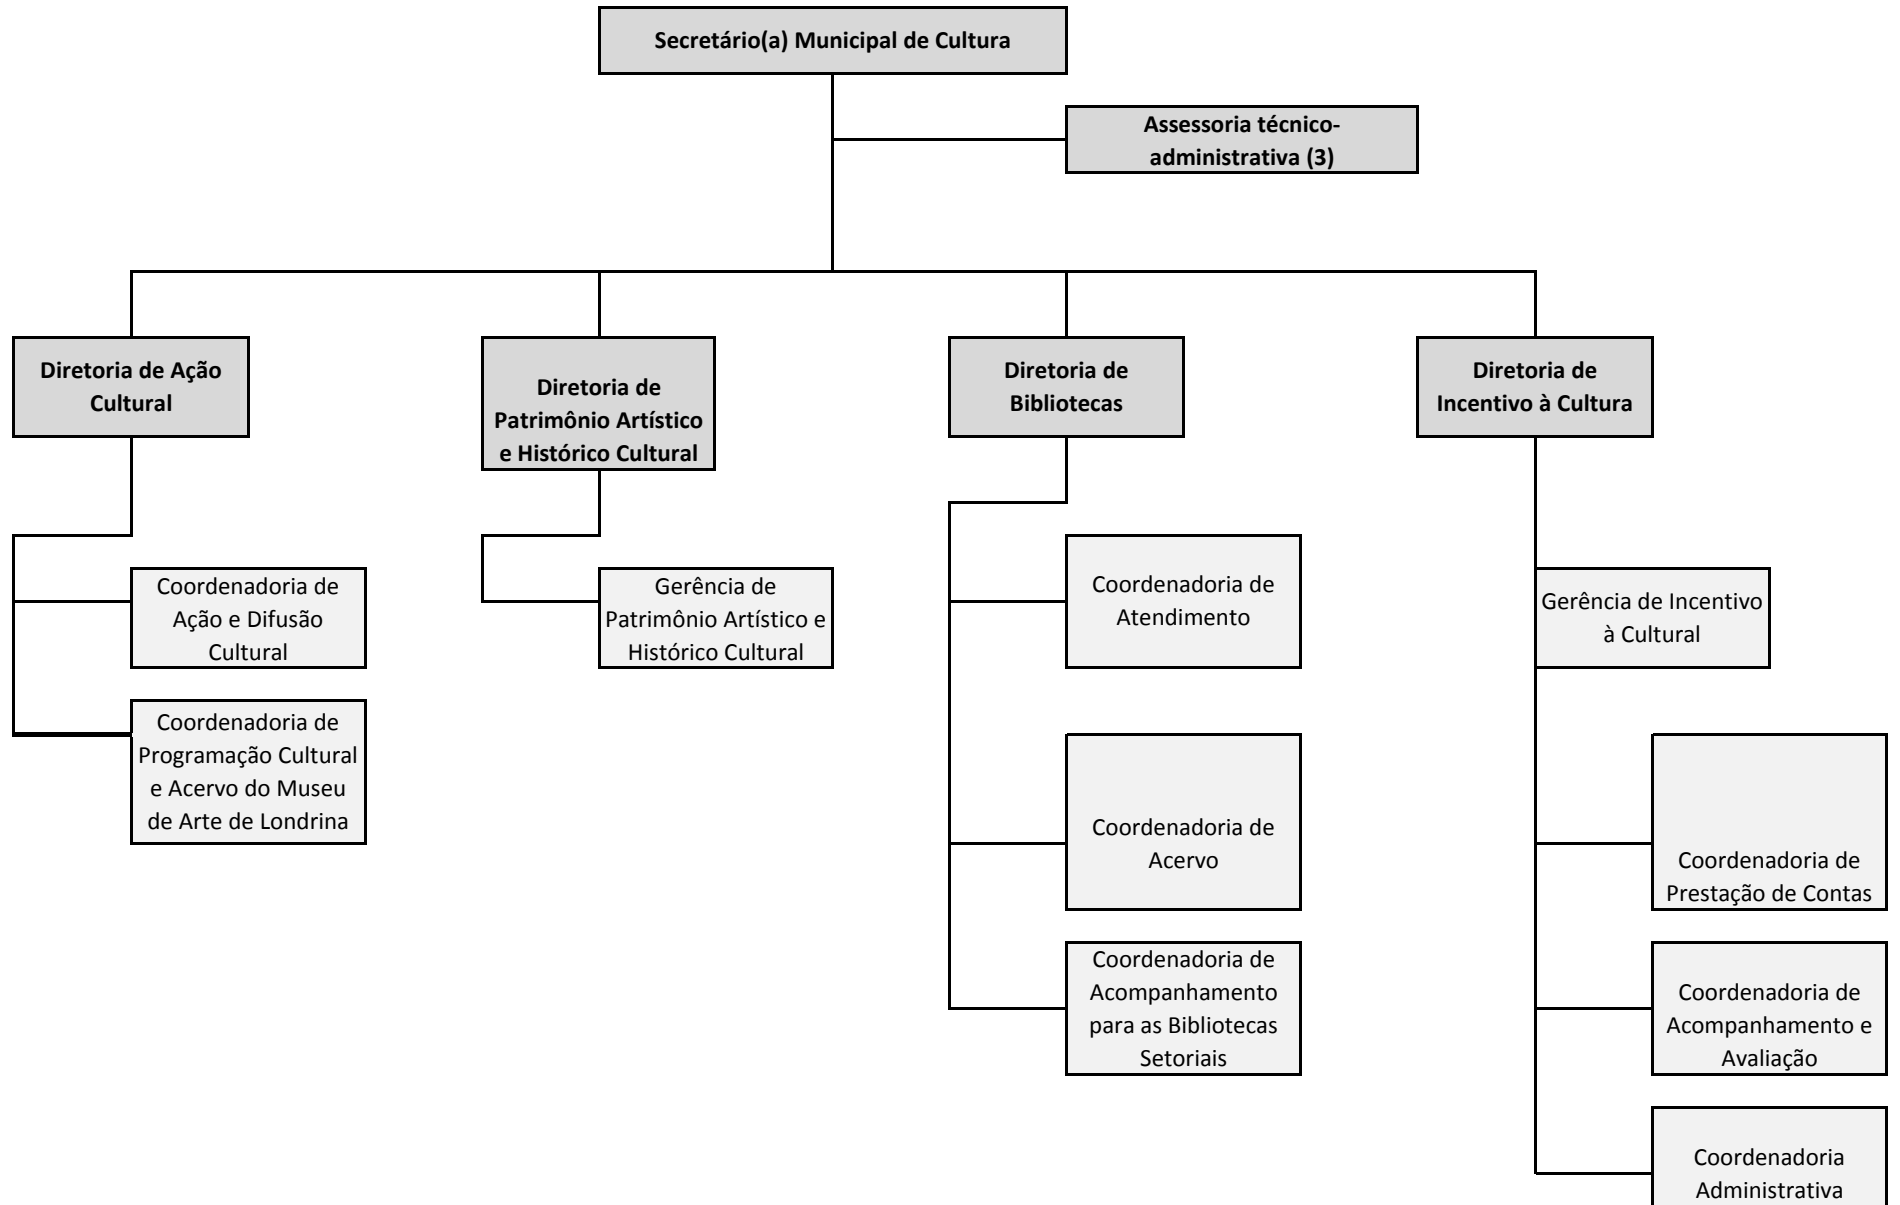 Secretário(a) Municipal de Cultura
Assessoria técnico-
administrativa (3)
Diretoria de Ação
Cultural
Diretoria de
Patrimônio Artístico
e Histórico Cultural
Diretoria de
Bibliotecas
Diretoria de
Incentivo à Cultura
Coordenadoria de
Ação e Difusão
Cultural
Coordenadoria de
Programação Cultural
e Acervo do Museu
de Arte de Londrina
Gerência de
Patrimônio Artístico e
Histórico Cultural
Coordenadoria de
Atendimento
Coordenadoria de
Acervo
Coordenadoria de
Acompanhamento
para as Bibliotecas
Setoriais
Gerência de Incentivo
à Cultural
Coordenadoria de
Prestação de Contas
Coordenadoria de
Acompanhamento e
Avaliação
Coordenadoria
Administrativa